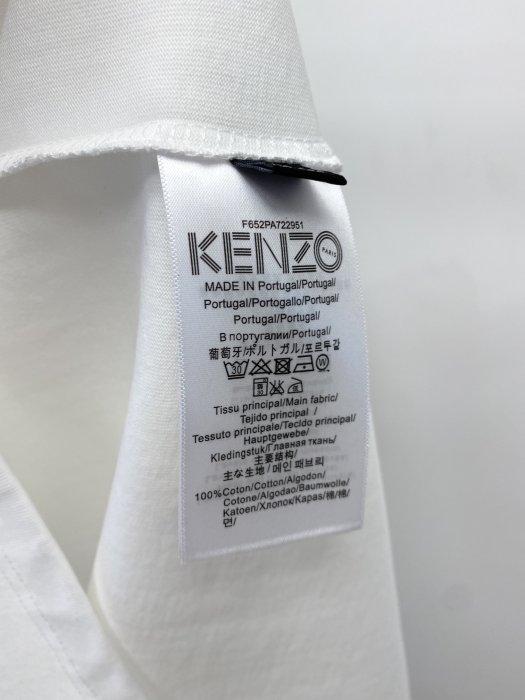 F652PA722951
KENZO PARIS
MADE IN Portugal/Portugal/
Portugal/Portogallo/Portugal/
Portugal/Portugal/
В португалии/Portugal/
葡萄牙/ポルトガル/포르투갈
30 W
Tissu principal/Main fabric/
Tejido principal /
Tessuto principale/Tecldo principal/
Hauptgewebe/
Kledingstuk/Главная ткань/
主要結构/
主な生地/메인 패브릭
100%Coton/Cotton/Algodon/
Cotone/Algodao/Baumwolle/
Katoen/Хлопок/Kapas/棉/棉/
면/